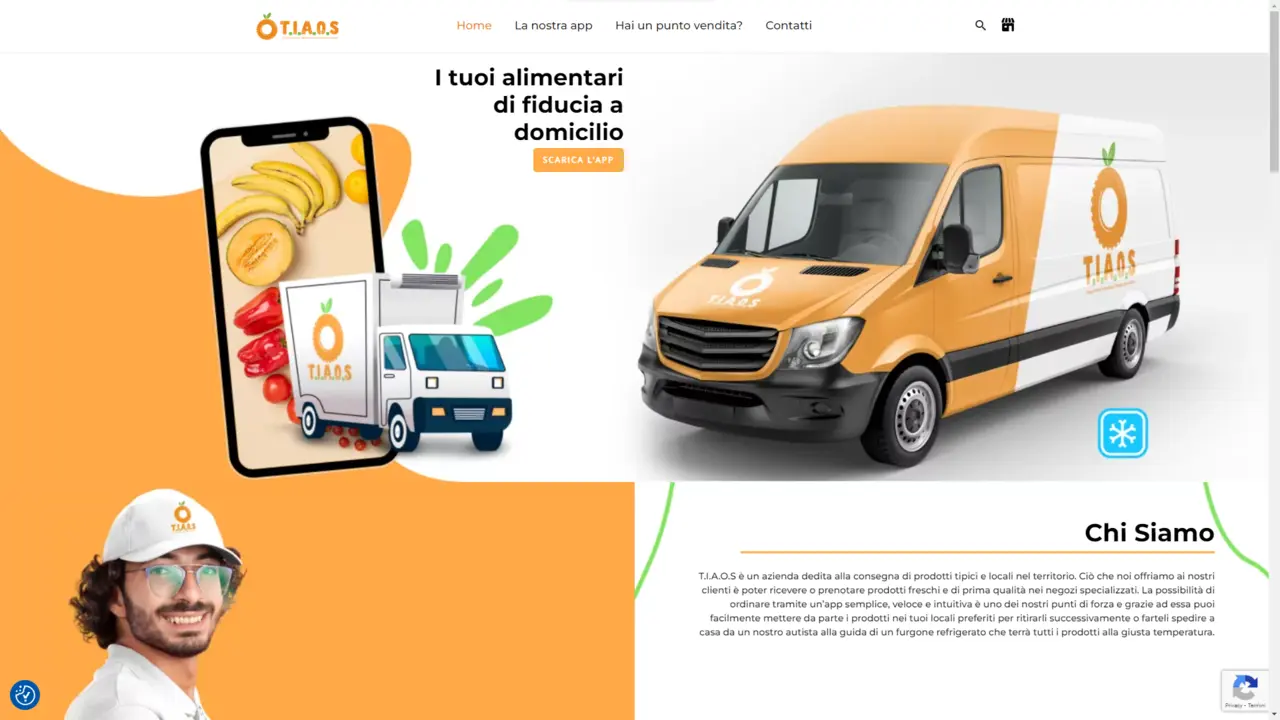 T.I.A.O.S
Home
La nostra app
Hai un punto vendita?
Contatti
I tuoi alimentari
di fiducia a
domicilio
SCARICA L'APP
T.I.A.O.S
T.I.A.O.S
T.I.A.O.S
T.I.A.O.S
Chi Siamo
T.I.A.O.S è un azienda dedita alla consegna di prodotti tipici e locali nel territorio. Ciò che noi offriamo ai nostri
clienti è poter ricevere o prenotare prodotti freschi e di prima qualità nei negozi specializzati. La possibilità di
ordinare tramite un'app semplice, veloce e intuitiva è uno dei nostri punti di forza e grazie ad essa puoi
facilmente mettere da parte i prodotti nei tuoi locali preferiti per ritirarli successivamente o farteli spedire a
casa da un nostro autista alla guida di un furgone refrigerato che terrà tutti i prodotti alla giusta temperatura.
Privacy - Termini